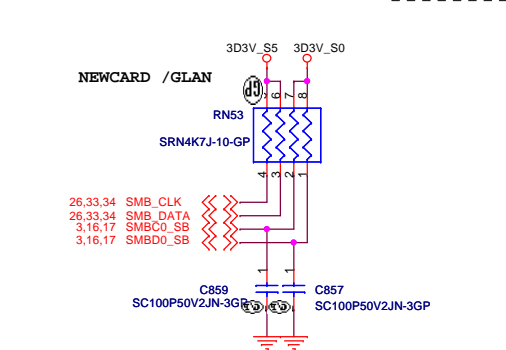 3D3V_S5 3D3V_S0
NEWCARD /GLAN
6 7 8
RN53
SRN4K7J-10-GP
4 3 2 1
26,33,34 SMB_CLK
26,33,34 SMB_DATA
3,16,17 SMBC0_SB
3,16,17 SMBD0_SB
1 1
C859 C857
SC100P50V2JN-3GP
SC100P50V2JN-3GP